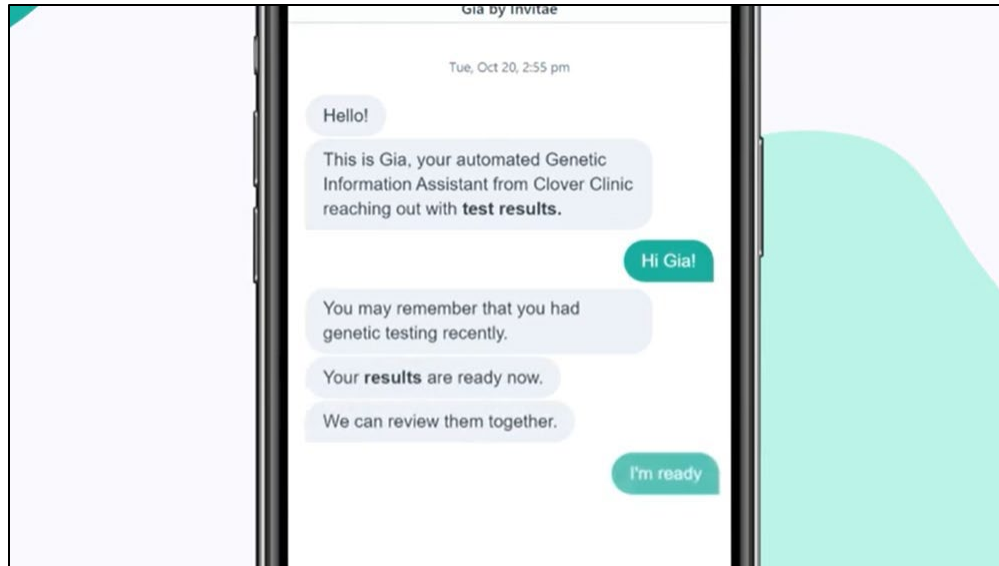 Gia by Invitae
Tue, Oct 20, 2:55 pm
Hello!
This is Gia, your automated Genetic
Information Assistant from Clover Clinic
reaching out with test results.
Hi Gia!
You may remember that you had
genetic testing recently.
Your results are ready now.
We can review them together.
I'm ready